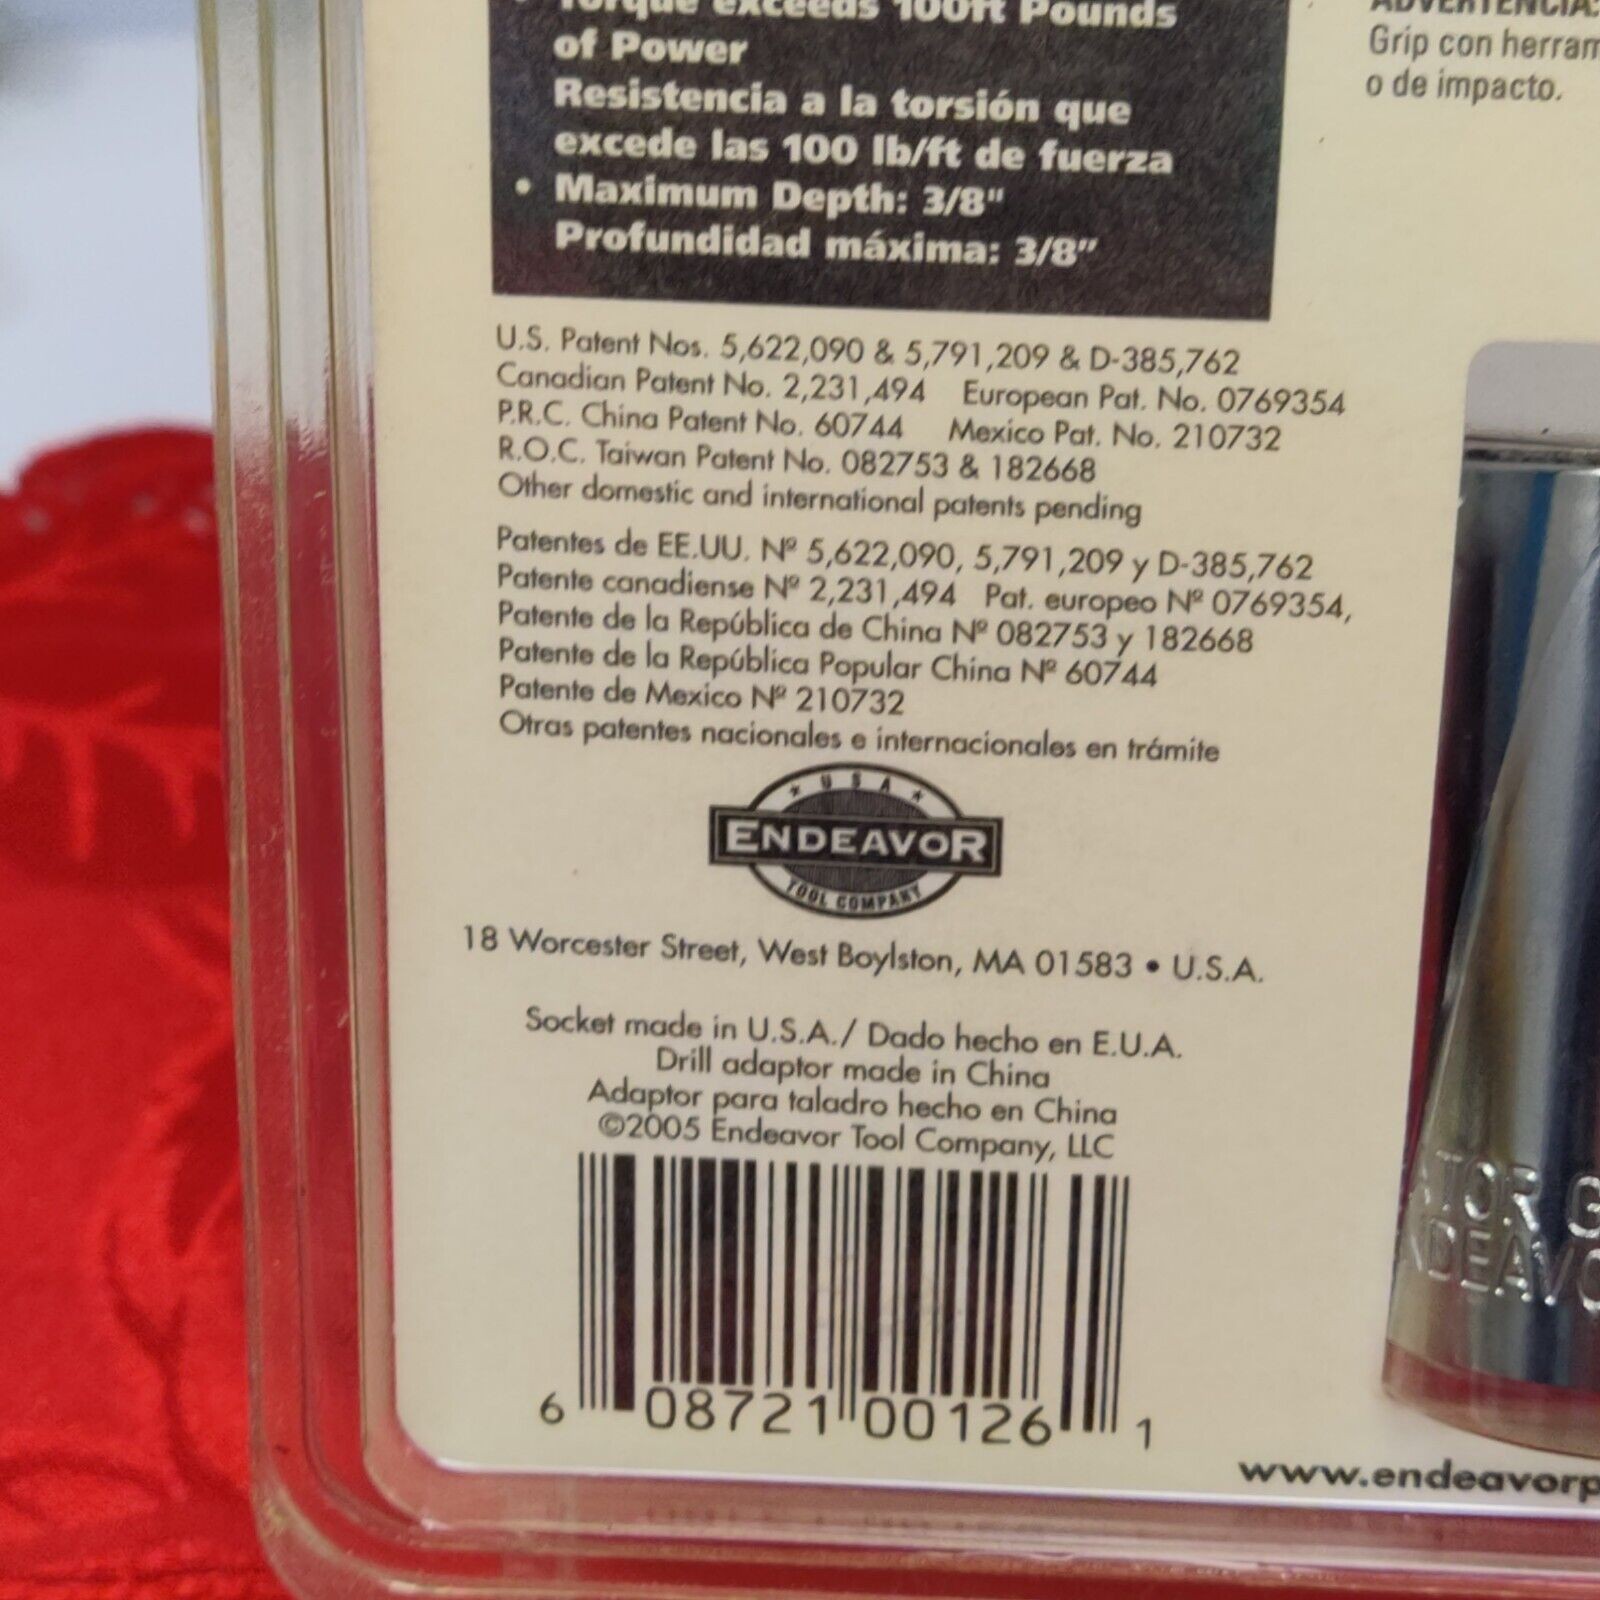 Torque exceeds 100ft Pounds
of Power
Resistencia a la torsión que
excede las 100 lb/ft de fuerza
• Maximum Depth: 3/8"
Profundidad máxima: 3/8"
ADVERTENCIA:
Grip con
o de impacto.
U.S. Patent Nos. 5,622,090 & 5,791,209 & D-385,762
Canadian Patent No. 2,231,494 European Pat. No. 0769354
P.R.C. China Patent No. 60744 Mexico Pat. No. 210732
R.O.C. Taiwan Patent No. 082753 & 182668
Other domestic and international patents pending
Patentes de EE.UU. Nº 5,622,090, 5,791,209 y D-385,762
Patente canadiense Nº 2,231,494 Pat. europeo Nº 0769354,
Patente de la República de China Nº 082753 y 182668
Patente de la República Popular China Nº 60744
Patente de Mexico Nº 210732
Otras patentes nacionales e internacionales en trámite
★ USA ★
ENDEAVOR
TOOL COMPANY
18 Worcester Street, West Boylston, MA 01583 • U.S.A.
Socket made in U.S.A./ Dado hecho en E.U.A.
Drill adaptor made in China
Adaptor para taladro hecho en China
©2005 Endeavor Tool Company, LLC
6 08721 00126 1
www.endeavorp
ATOR G
NDEAVO